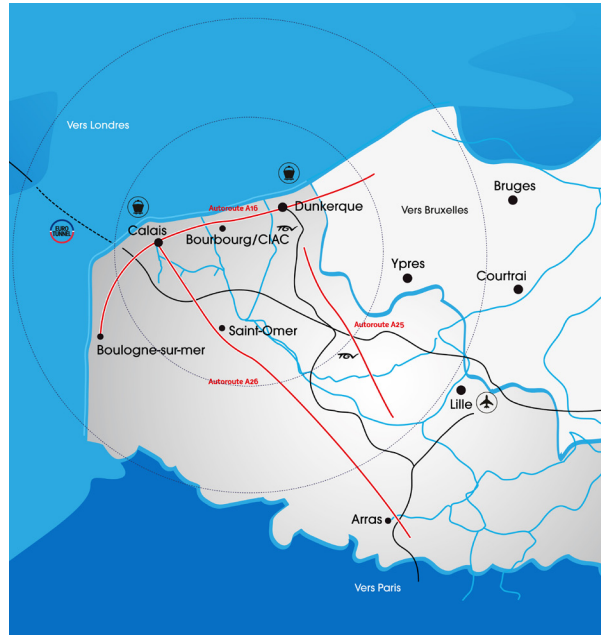 Vers Londres
Bruges
Autoroute A16
Dunkerque
Vers Bruxelles
EURO
TUNNEL
Calais
Bourbourg/CIAC
TGV
Ypres
Courtrai
Saint-Omer
Autoroute A25
Boulogne-sur-mer
TGV
Autoroute A26
Lille
Arras
Vers Paris